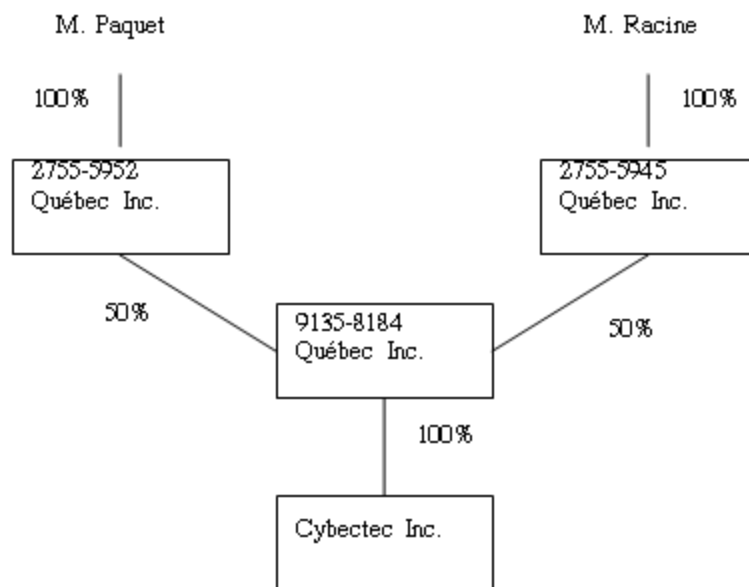 M. Paquet
M. Racine
100%
100%
2755-5952
Québec Inc.
2755-5945
Québec Inc.
50%
50%
9135-8184
Québec Inc.
100%
Cybectec Inc.